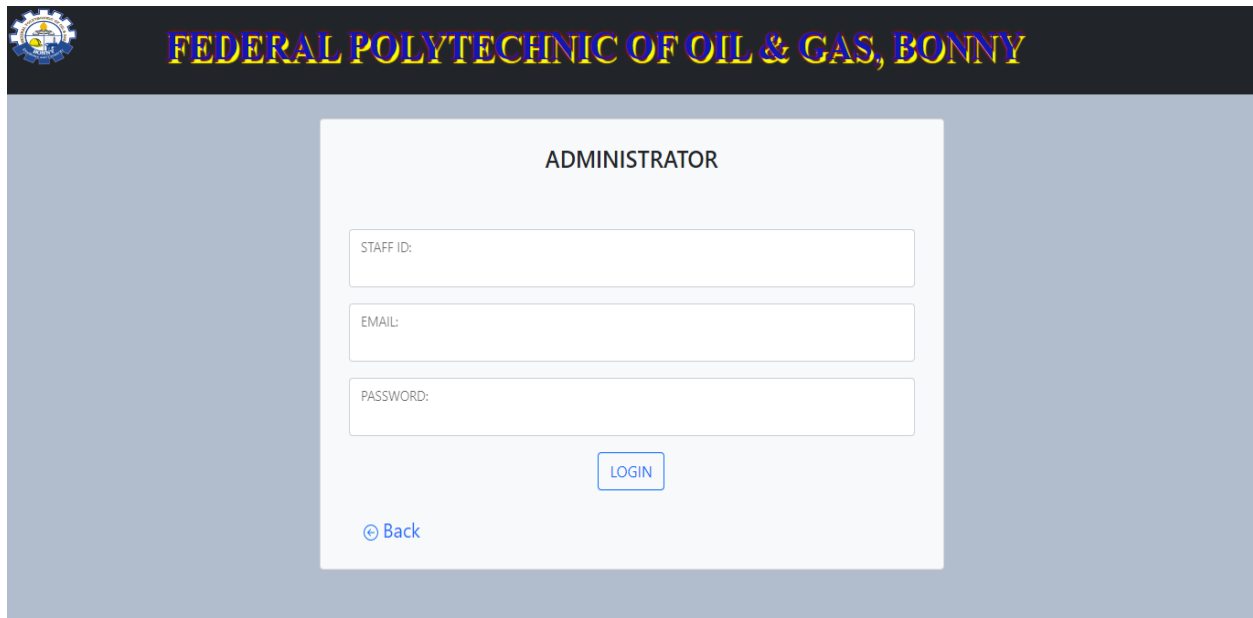 FEDERAL POLYTECHNIC OF OIL & GAS, BONNY
ADMINISTRATOR
STAFF ID:
EMAIL:
PASSWORD:
LOGIN
Back